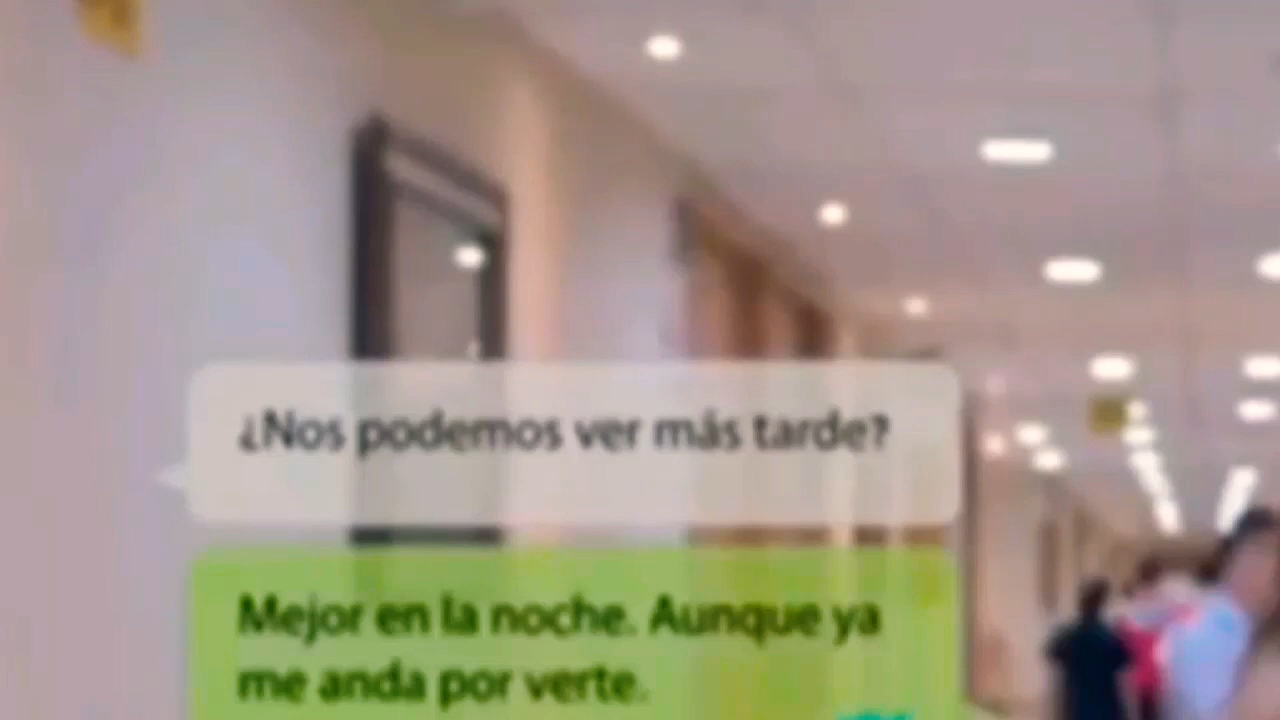 ¿Nos podemos ver más tarde?
Mejor en la noche. Aunque ya
me anda por verte.